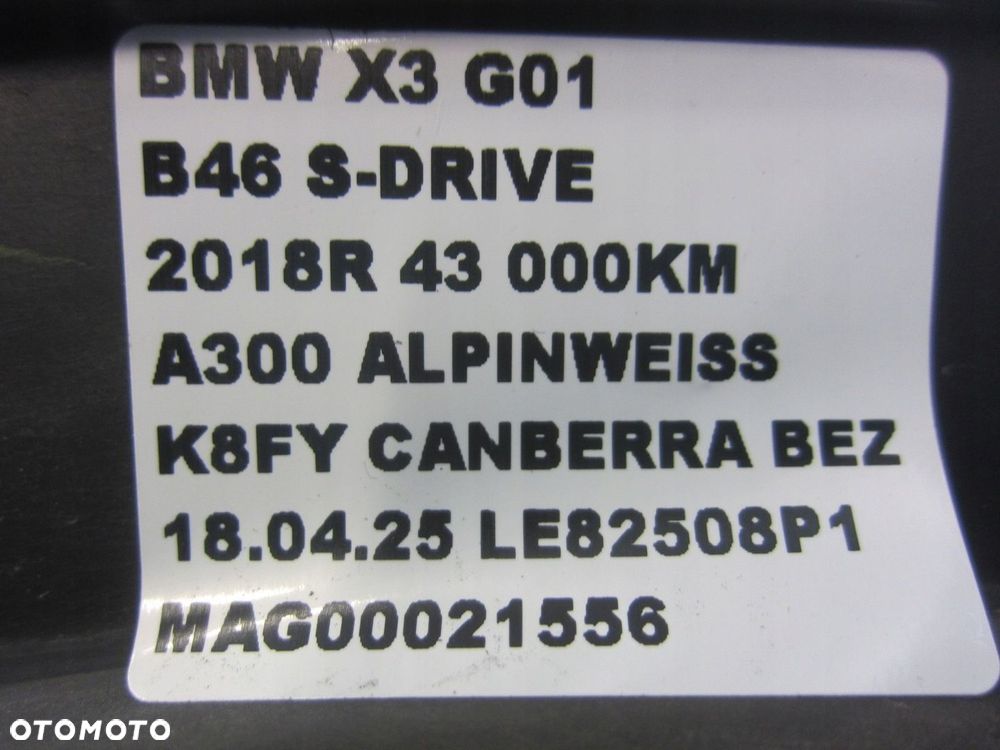 BMW X3 G01
B46 S-DRIVE
2018R 43 000KM
A300 ALPINWEISS
K8FY CANBERRA BEZ
18.04.25 LE82508P1
MAG00021556
OTOMOTO